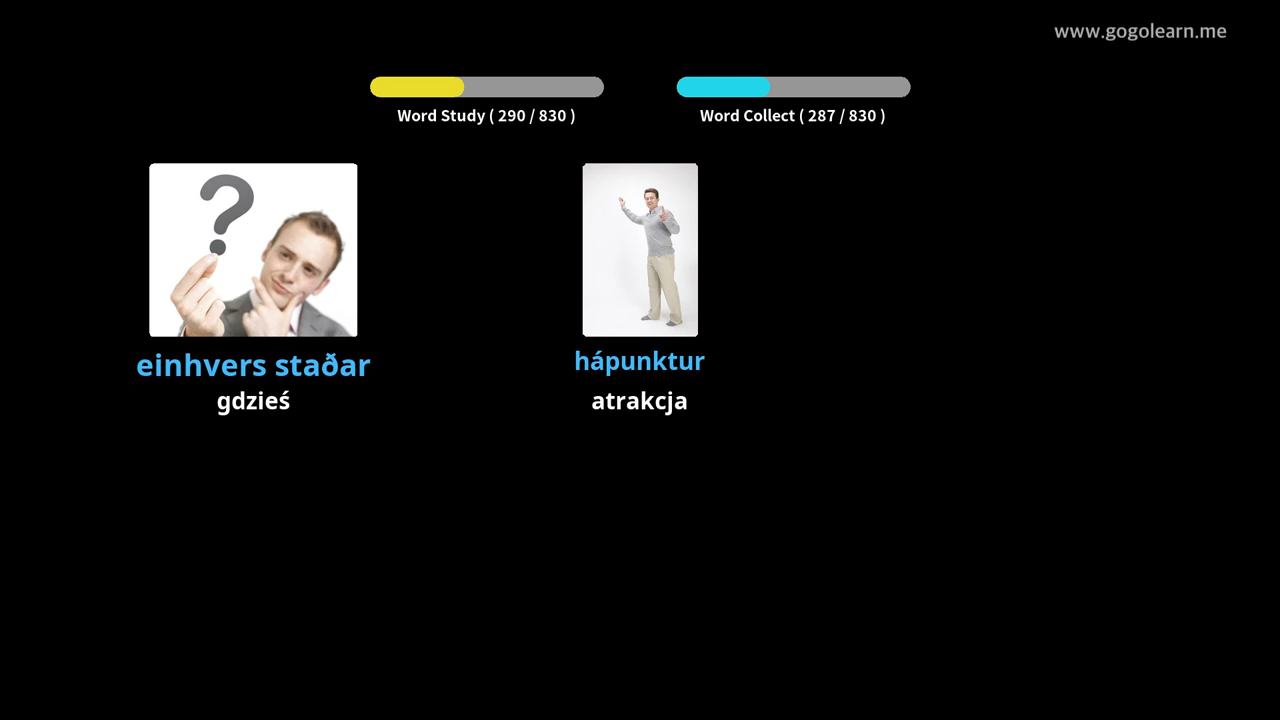 www.gogolearn.me
Word Study ( 290 / 830 )
Word Collect ( 287 / 830 )
?
einhvers staðar
gdzieś
hápunktur
atrakcja